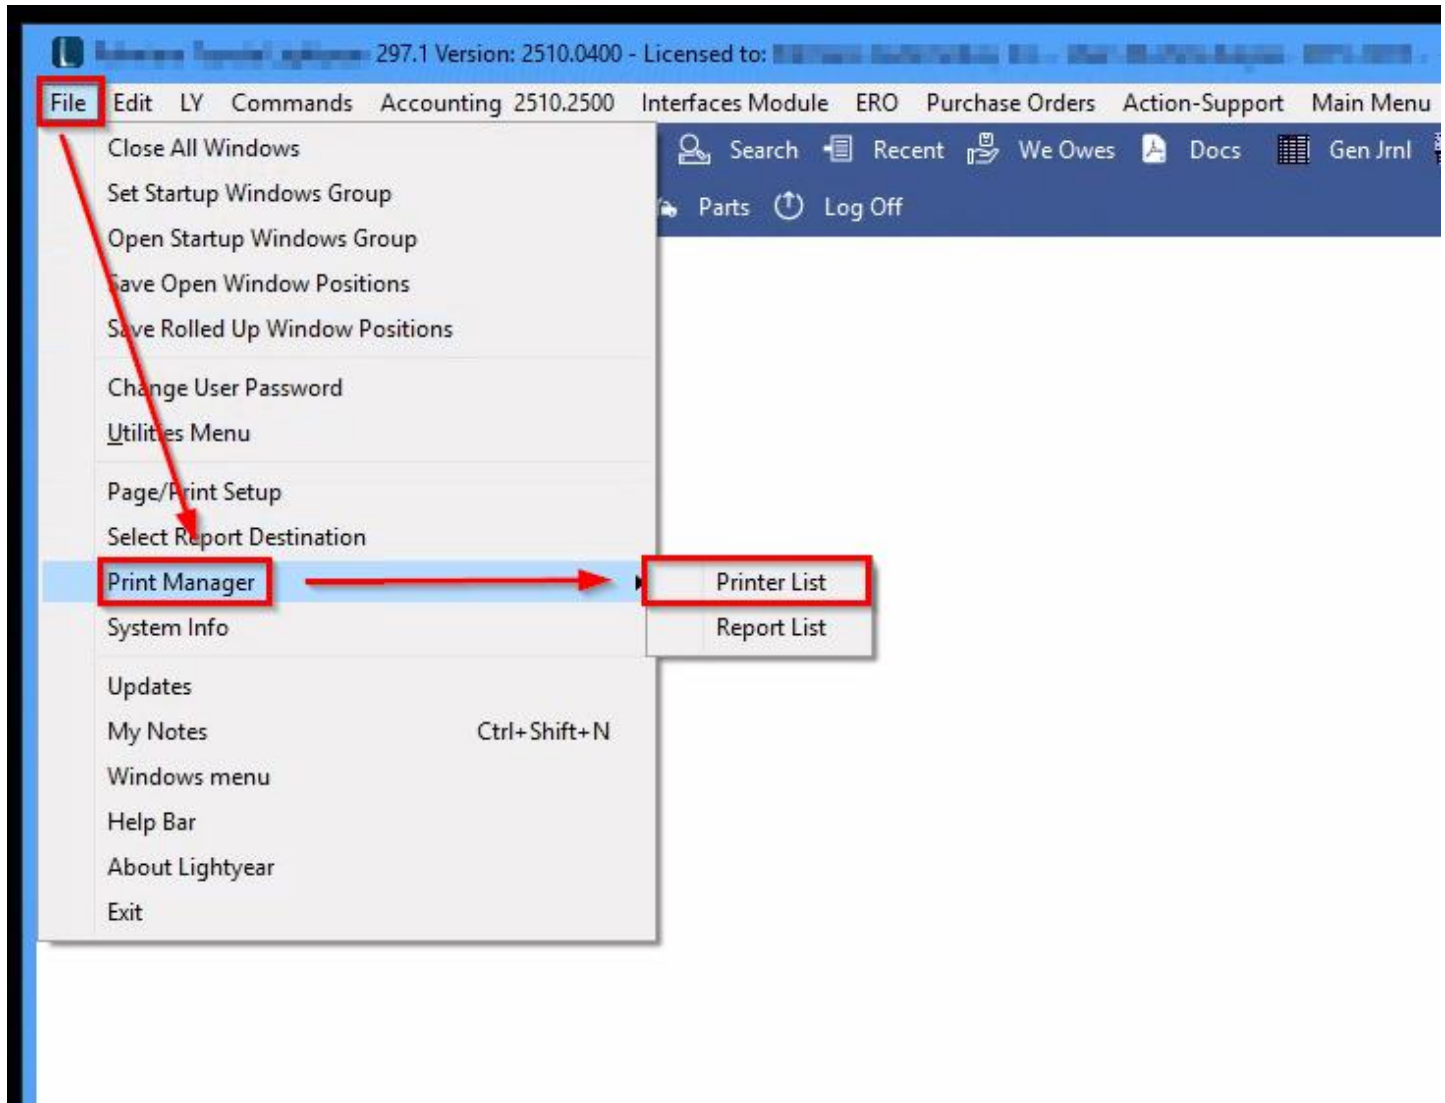 297.1 Version: 2510.0400 - Licensed to:
File Edit LY Commands Accounting 2510.2500 Interfaces Module ERO Purchase Orders Action-Support Main Menu
Search Recent We Owes Docs Gen Jrnl
Parts Log Off
Close All Windows
Set Startup Windows Group
Open Startup Windows Group
Save Open Window Positions
Save Rolled Up Window Positions
Change User Password
Utilities Menu
Page/Print Setup
Select Report Destination
Print Manager
Printer List
System Info
Report List
Updates
My Notes Ctrl+Shift+N
Windows menu
Help Bar
About Lightyear
Exit